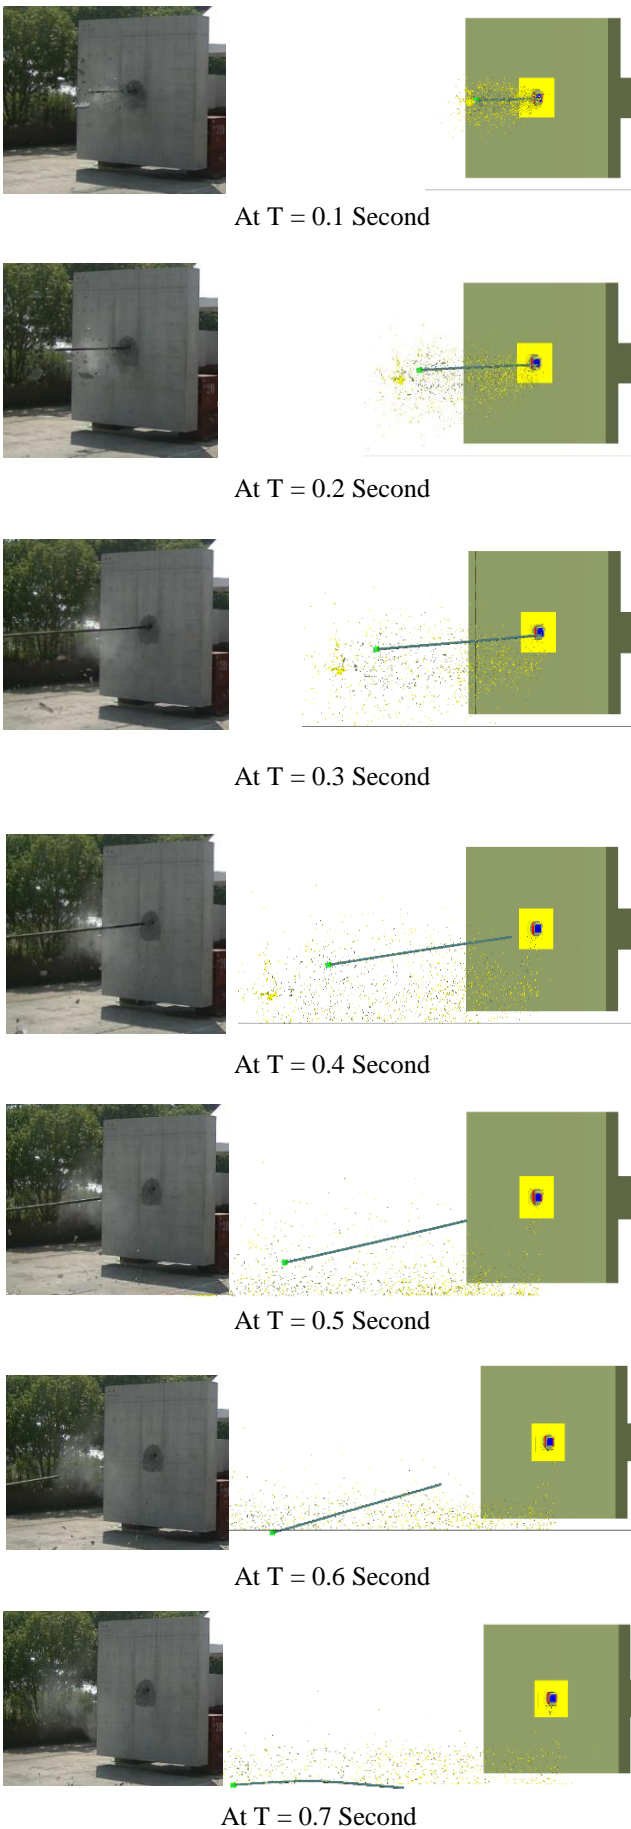 At T = 0.1 Second
At T = 0.2 Second
At T = 0.3 Second
At T = 0.4 Second
At T = 0.5 Second
At T = 0.6 Second
At T = 0.7 Second